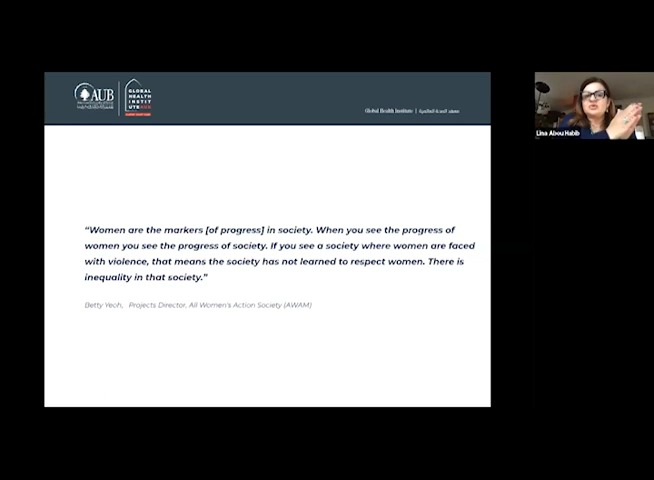 AUB
GLOBAL
HEALTH
INSTIT
UTE
Global Health Institute |
Lina Abou Habib
“Women are the markers [of progress] in society. When you see the progress of
women you see the progress of society. If you see a society where women are faced
with violence, that means the society has not learned to respect women. There is
inequality in that society.”
Betty Yeoh, Projects Director, All Women's Action Society (AWAM)